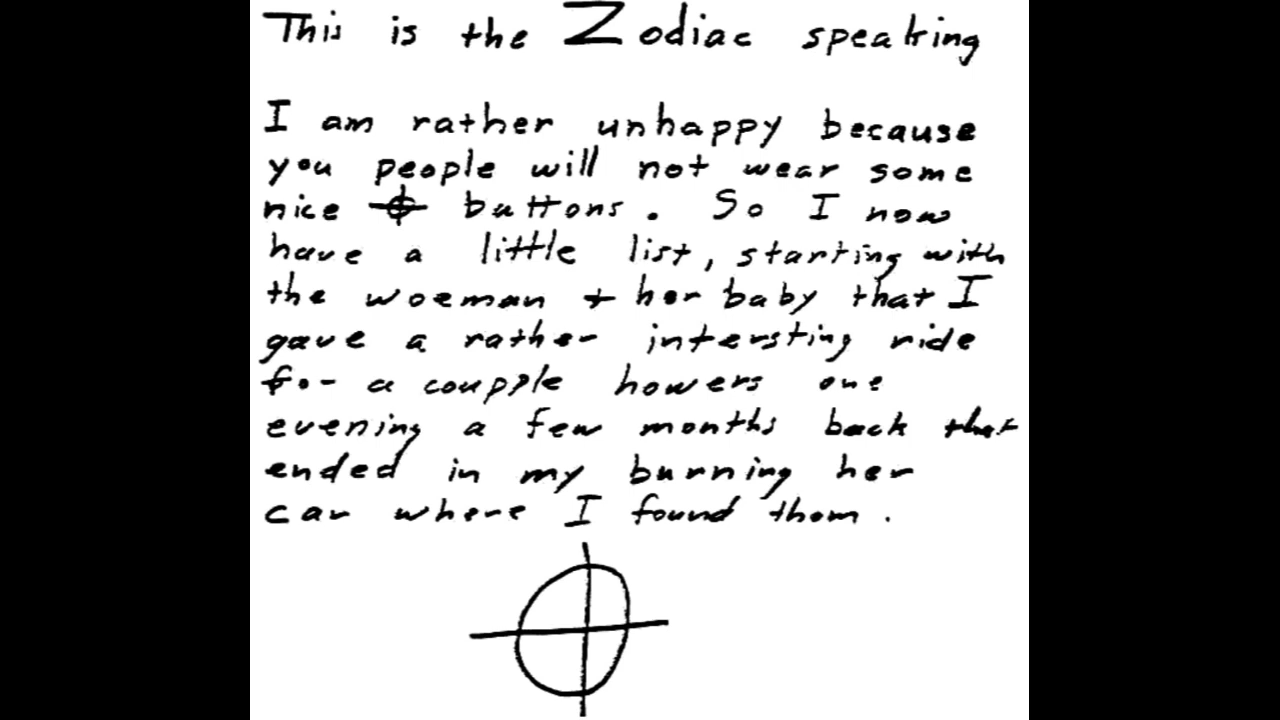 This is the Zodiac speaking
I am rather unhappy because
you people will not wear some
nice ⌖ buttons. So I now
have a little list, starting with
the woeman + her baby that I
gave a rather intersting ride
for a coupple howers one
evening a few months back that
ended in my burning her
car where I found them.